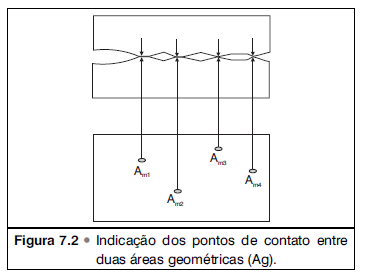 Am3
Am1
Am4
Am2
Figura 7.2 • Indicação dos pontos de contato entre
duas áreas geométricas (Ag).